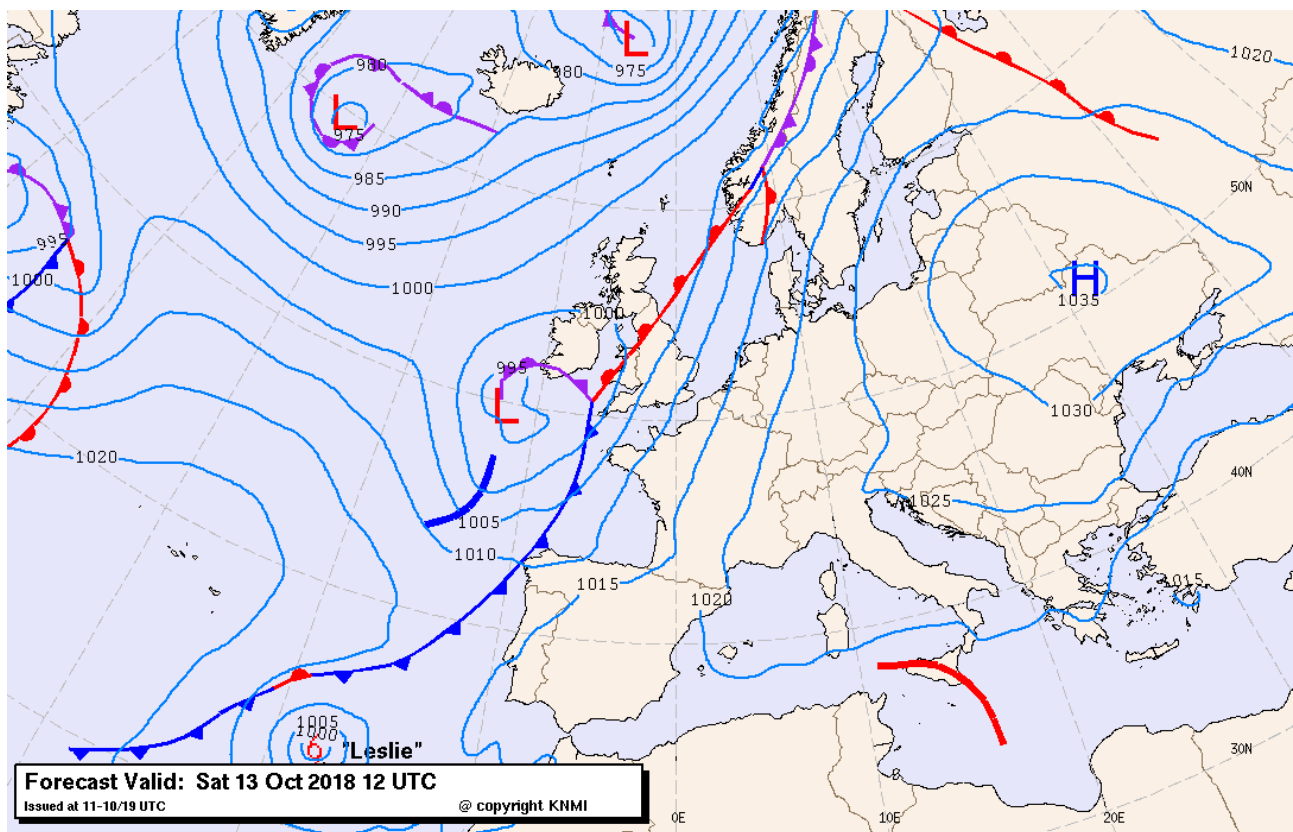 1020
980
L
975
L
980
975
985
990
995
1000
995
1000
50N
H
1035
1000
995
L
1030
40N
1020
1025
1005
1010
1015
1020
1015
1005
1000
"Leslie"
30N
Forecast Valid: Sat 13 Oct 2018 12 UTC
Issued at 11-10/19 UTC @ copyright KNMI
0E
10E
20E